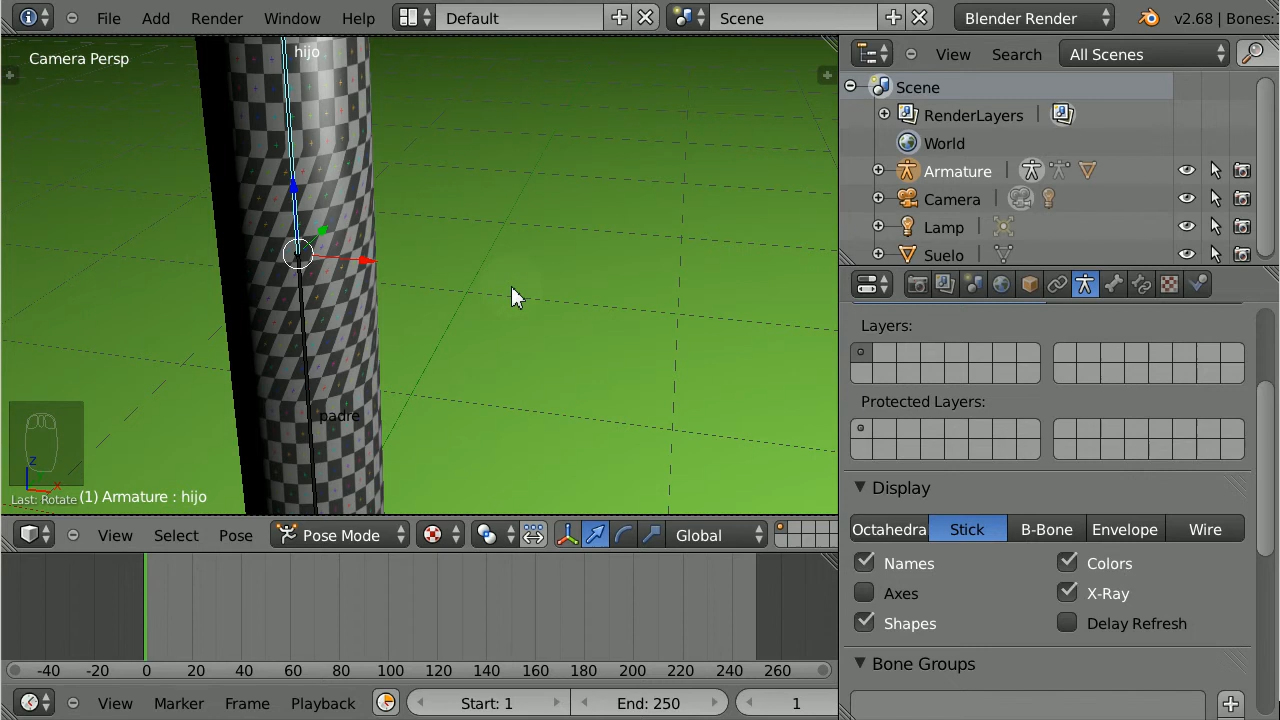 File Add Render Window Help Default Scene Blender Render v2.68 | Bones:1
Camera Persp
hijo
padre
Z
X
Last: Rotate
(1) Armature : hijo
View Select Pose Pose Mode Global
-40 -20 0 20 40 60 80 100 120 140 160 180 200 220 240 260
View Marker Frame Playback Start: 1 End: 250 1
View Search All Scenes
Scene
RenderLayers
World
Armature
Camera
Lamp
Suelo
Layers:
Protected Layers:
Display
Octahedra Stick B-Bone Envelope Wire
Names Colors
Axes X-Ray
Shapes Delay Refresh
Bone Groups